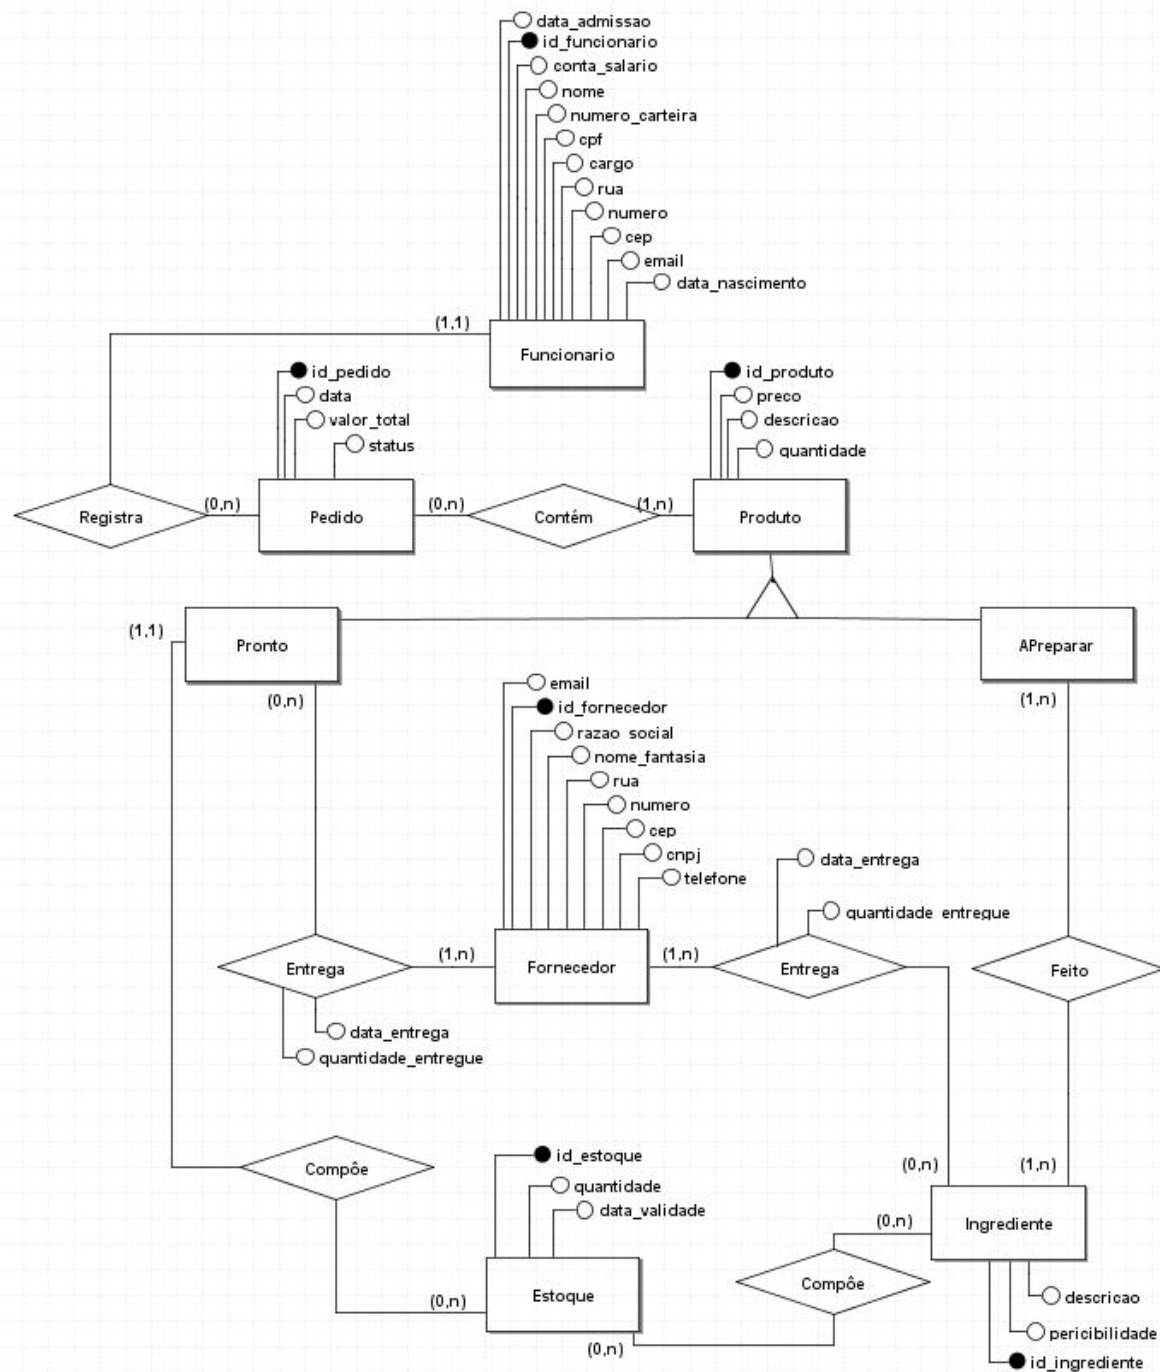 data_admissao
id_funcionario
conta_salario
nome
numero_carteira
cpf
cargo
rua
numero
cep
email
data_nascimento
(1,1)
Funcionario
id_pedido
data
valor_total
status
id_produto
preco
descricao
quantidade
Registra
(0,n)
Pedido
(0,n)
Contém
(1,n)
Produto
(1,1)
Pronto
(0,n)
APreparar
(1,n)
email
id_fornecedor
razao_social
nome_fantasia
rua
numero
cep
cnpj
telefone
data_entrega
quantidade_entregue
Entrega
(1,n)
Fornecedor
(1,n)
Entrega
Feito
data_entrega
quantidade_entregue
Compõe
id_estoque
quantidade
data_validade
(0,n)
(1,n)
(0,n)
Ingrediente
Compõe
(0,n)
Estoque
(0,n)
descricao
pericibilidade
id_ingrediente